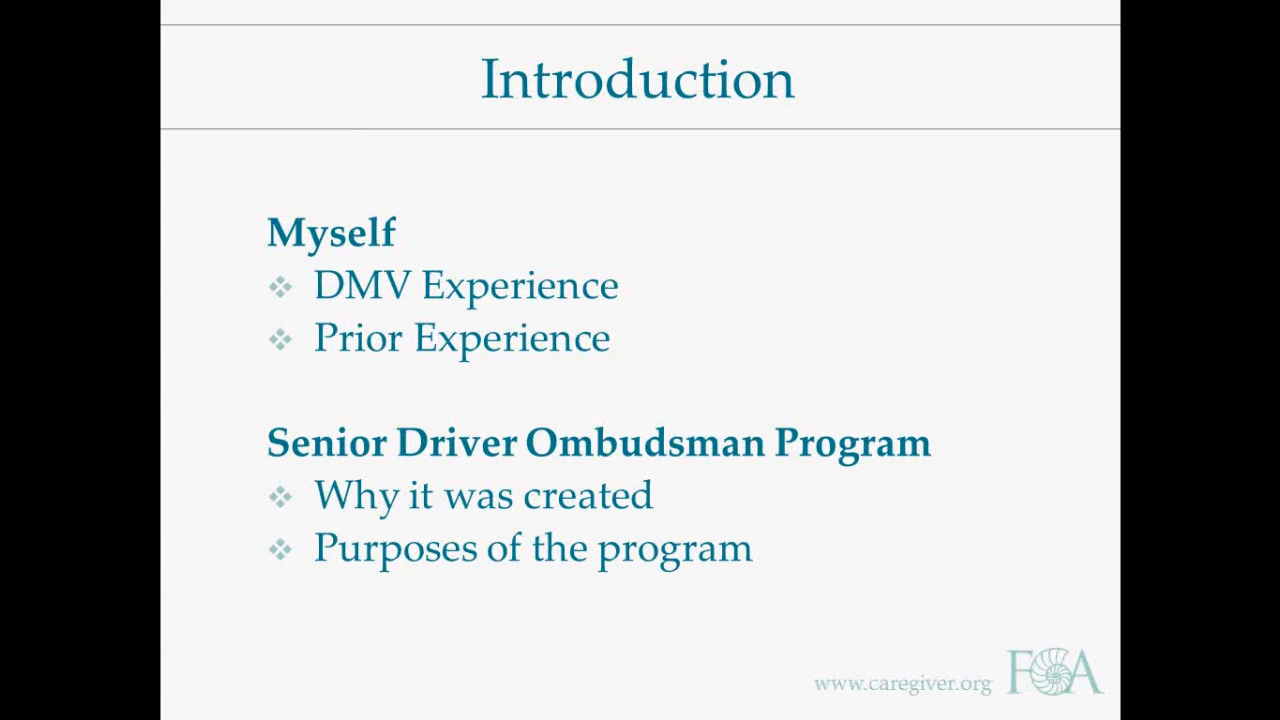 Introduction
Myself
DMV Experience
Prior Experience
Senior Driver Ombudsman Program
Why it was created
Purposes of the program
www.caregiver.org FCA